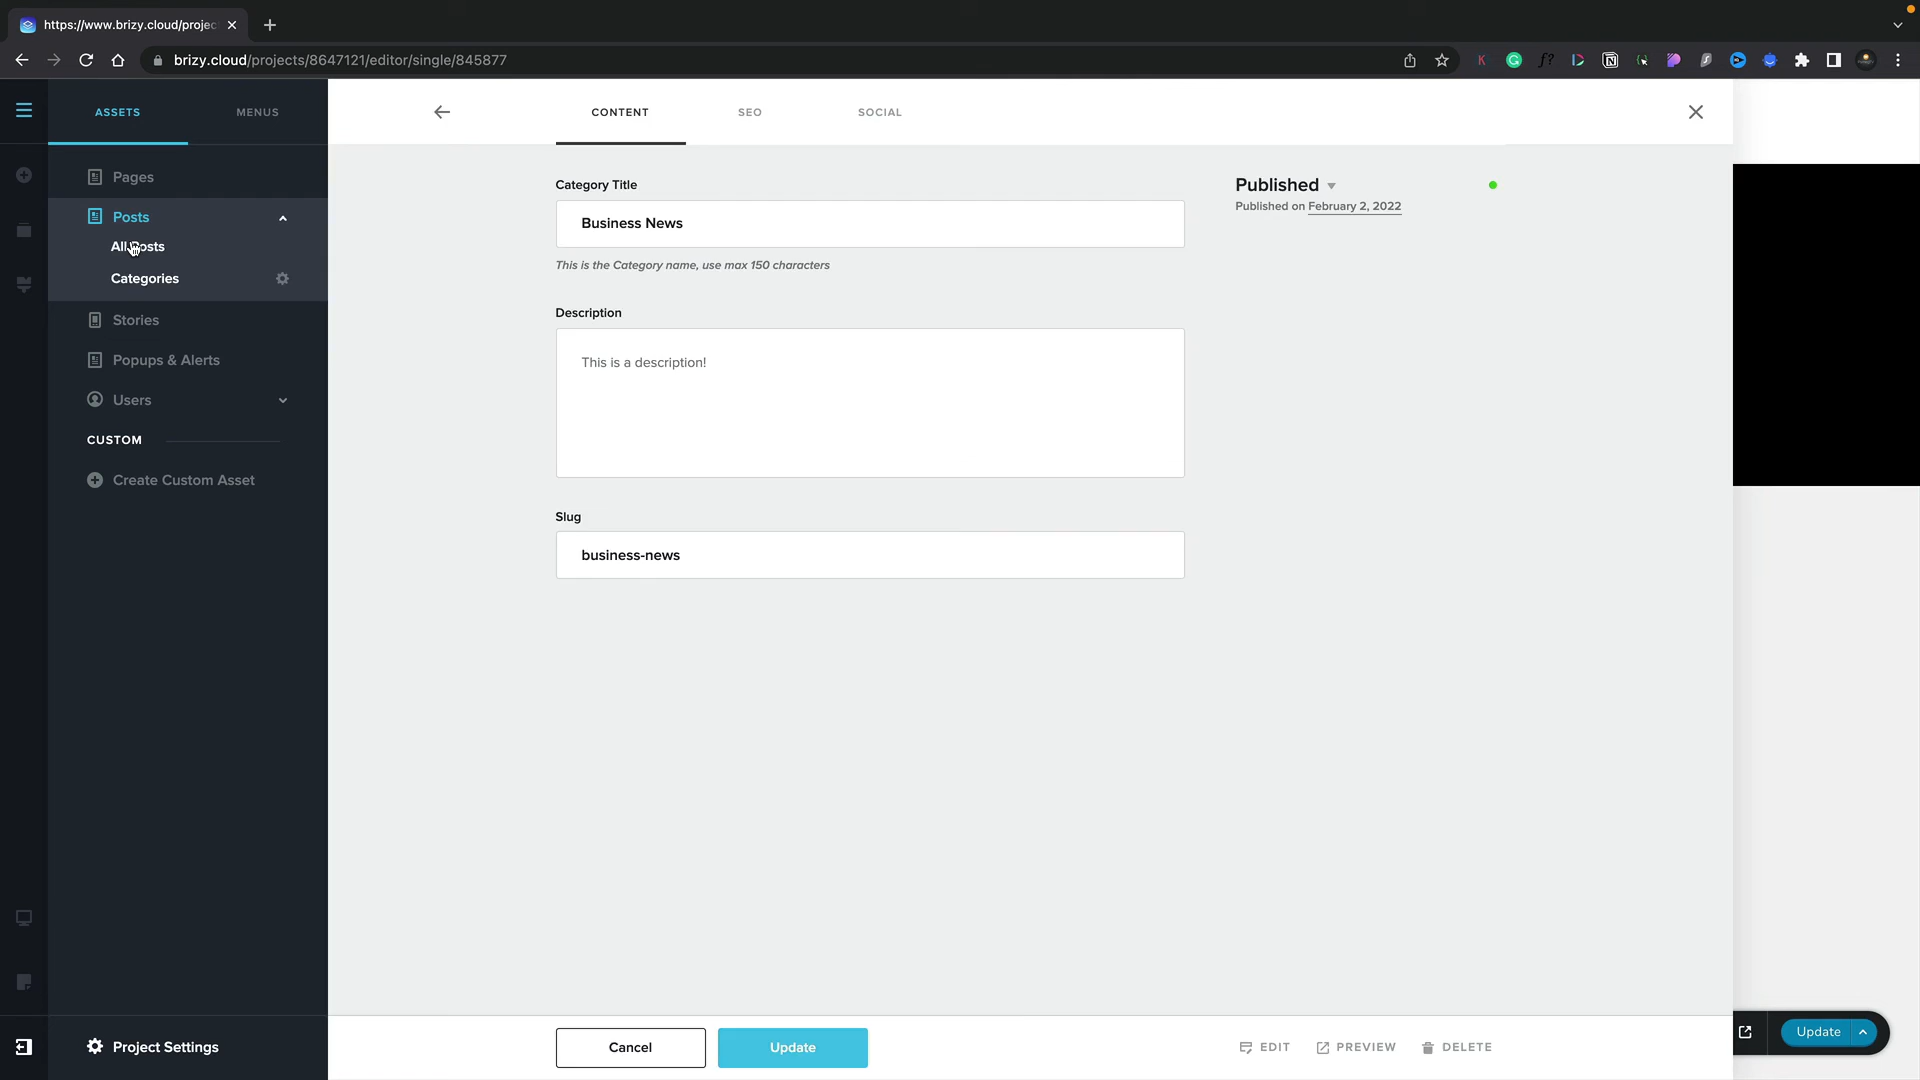 https://www.brizy.cloud/projec
brizy.cloud/projects/8647121/editor/single/845877
ASSETS
MENUS
CONTENT
SEO
SOCIAL
Pages
Posts
All Posts
Categories
Stories
Popups & Alerts
Users
CUSTOM
Create Custom Asset
Project Settings
Category Title
Business News
This is the Category name, use max 150 characters
Description
This is a description!
Slug
business-news
Published
Published on February 2, 2022
Cancel
Update
EDIT
PREVIEW
DELETE
Update